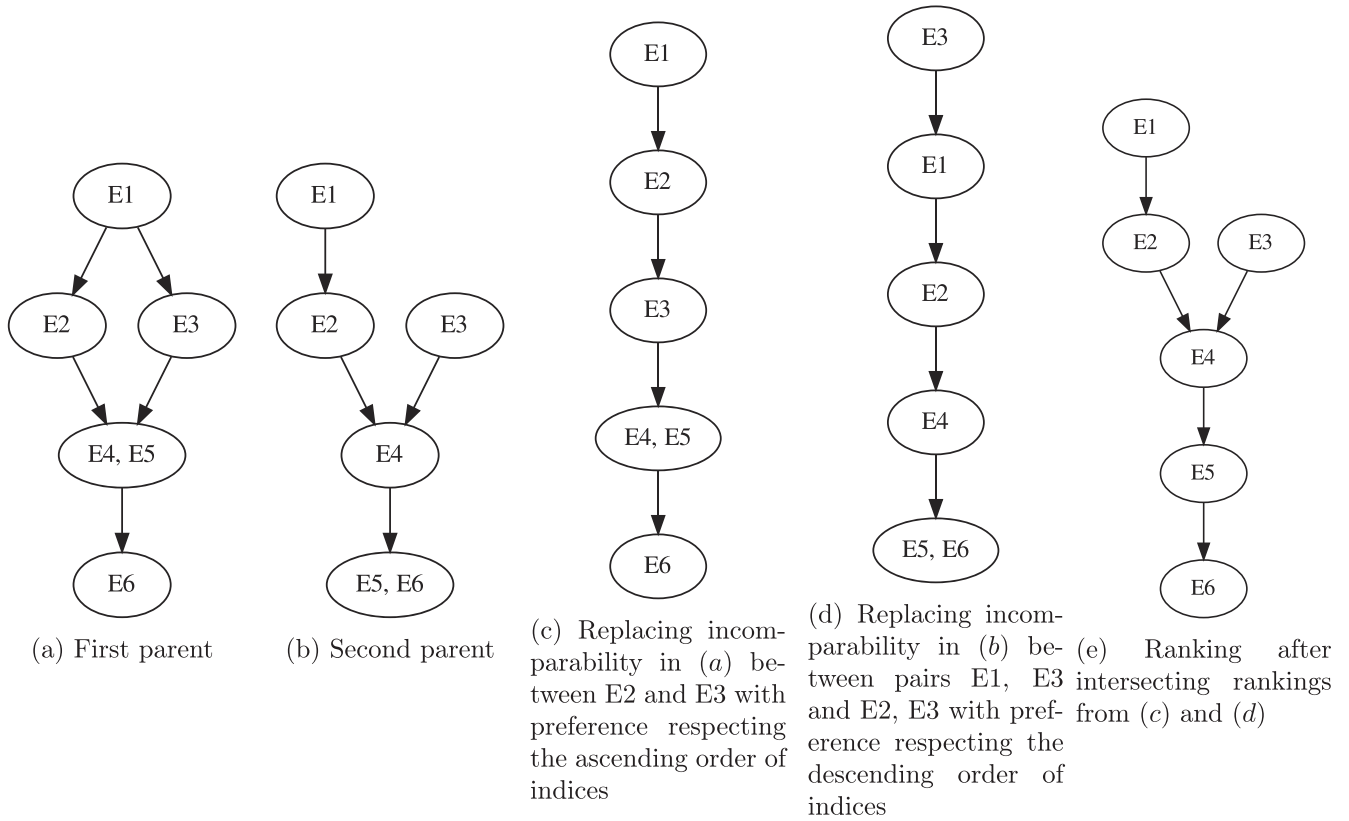 E1
E2
E3
E4, E5
E6
(a) First parent
E1
E2
E3
E4
E5, E6
(b) Second parent
E1
E2
E3
E4, E5
E6
(c) Replacing incom-
parability in (a) be-
tween E2 and E3 with
preference respecting
the ascending order of
indices
E3
E1
E2
E4
E5, E6
(d) Replacing incom-
parability in (b) be-
tween pairs E1, E3
and E2, E3 with pref-
erence respecting the
descending order of
indices
E1
E2
E3
E4
E5
E6
(e) Ranking after
intersecting rankings
from (c) and (d)